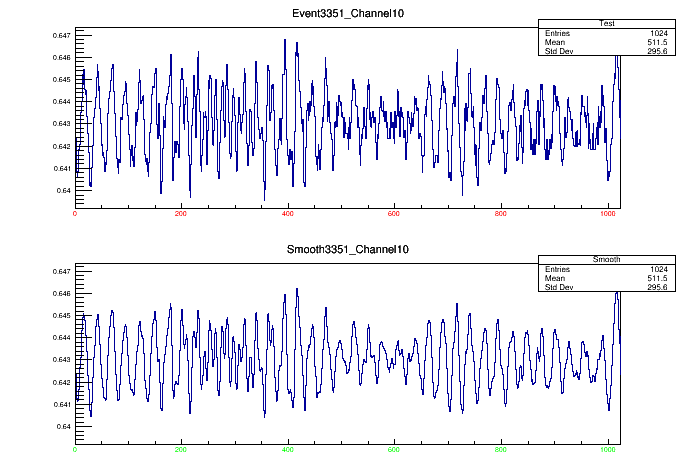 Event3351_Channel10
Test
Entries 1024
Mean 511.5
Std Dev 295.6
0.647
0.646
0.645
0.644
0.643
0.642
0.641
0.64
0 200 400 600 800 1000
Smooth3351_Channel10
Smooth
Entries 1024
Mean 511.5
Std Dev 295.6
0.647
0.646
0.645
0.644
0.643
0.642
0.641
0.64
0 200 400 600 800 1000